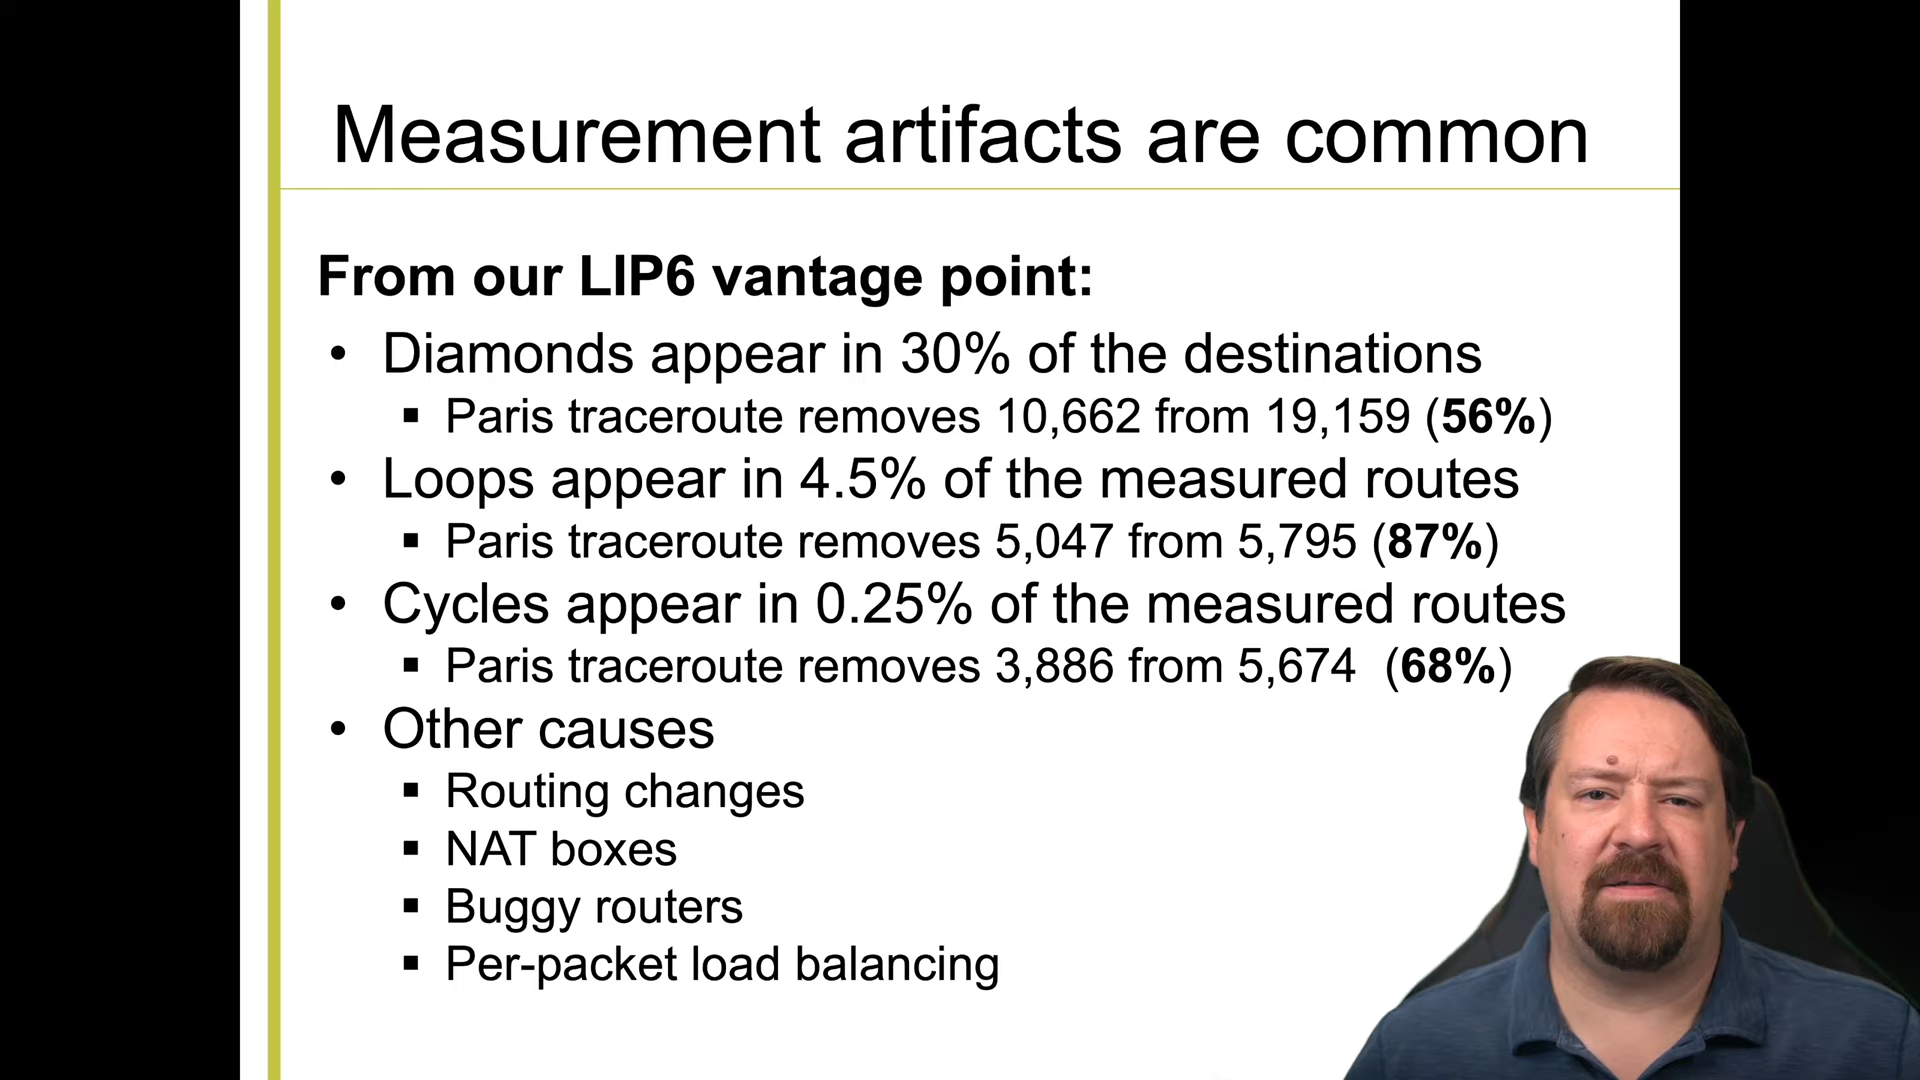 Measurement artifacts are common
From our LIP6 vantage point:
• Diamonds appear in 30% of the destinations
▪ Paris traceroute removes 10,662 from 19,159 (56%)
• Loops appear in 4.5% of the measured routes
▪ Paris traceroute removes 5,047 from 5,795 (87%)
• Cycles appear in 0.25% of the measured routes
▪ Paris traceroute removes 3,886 from 5,674 (68%)
• Other causes
▪ Routing changes
▪ NAT boxes
▪ Buggy routers
▪ Per-packet load balancing